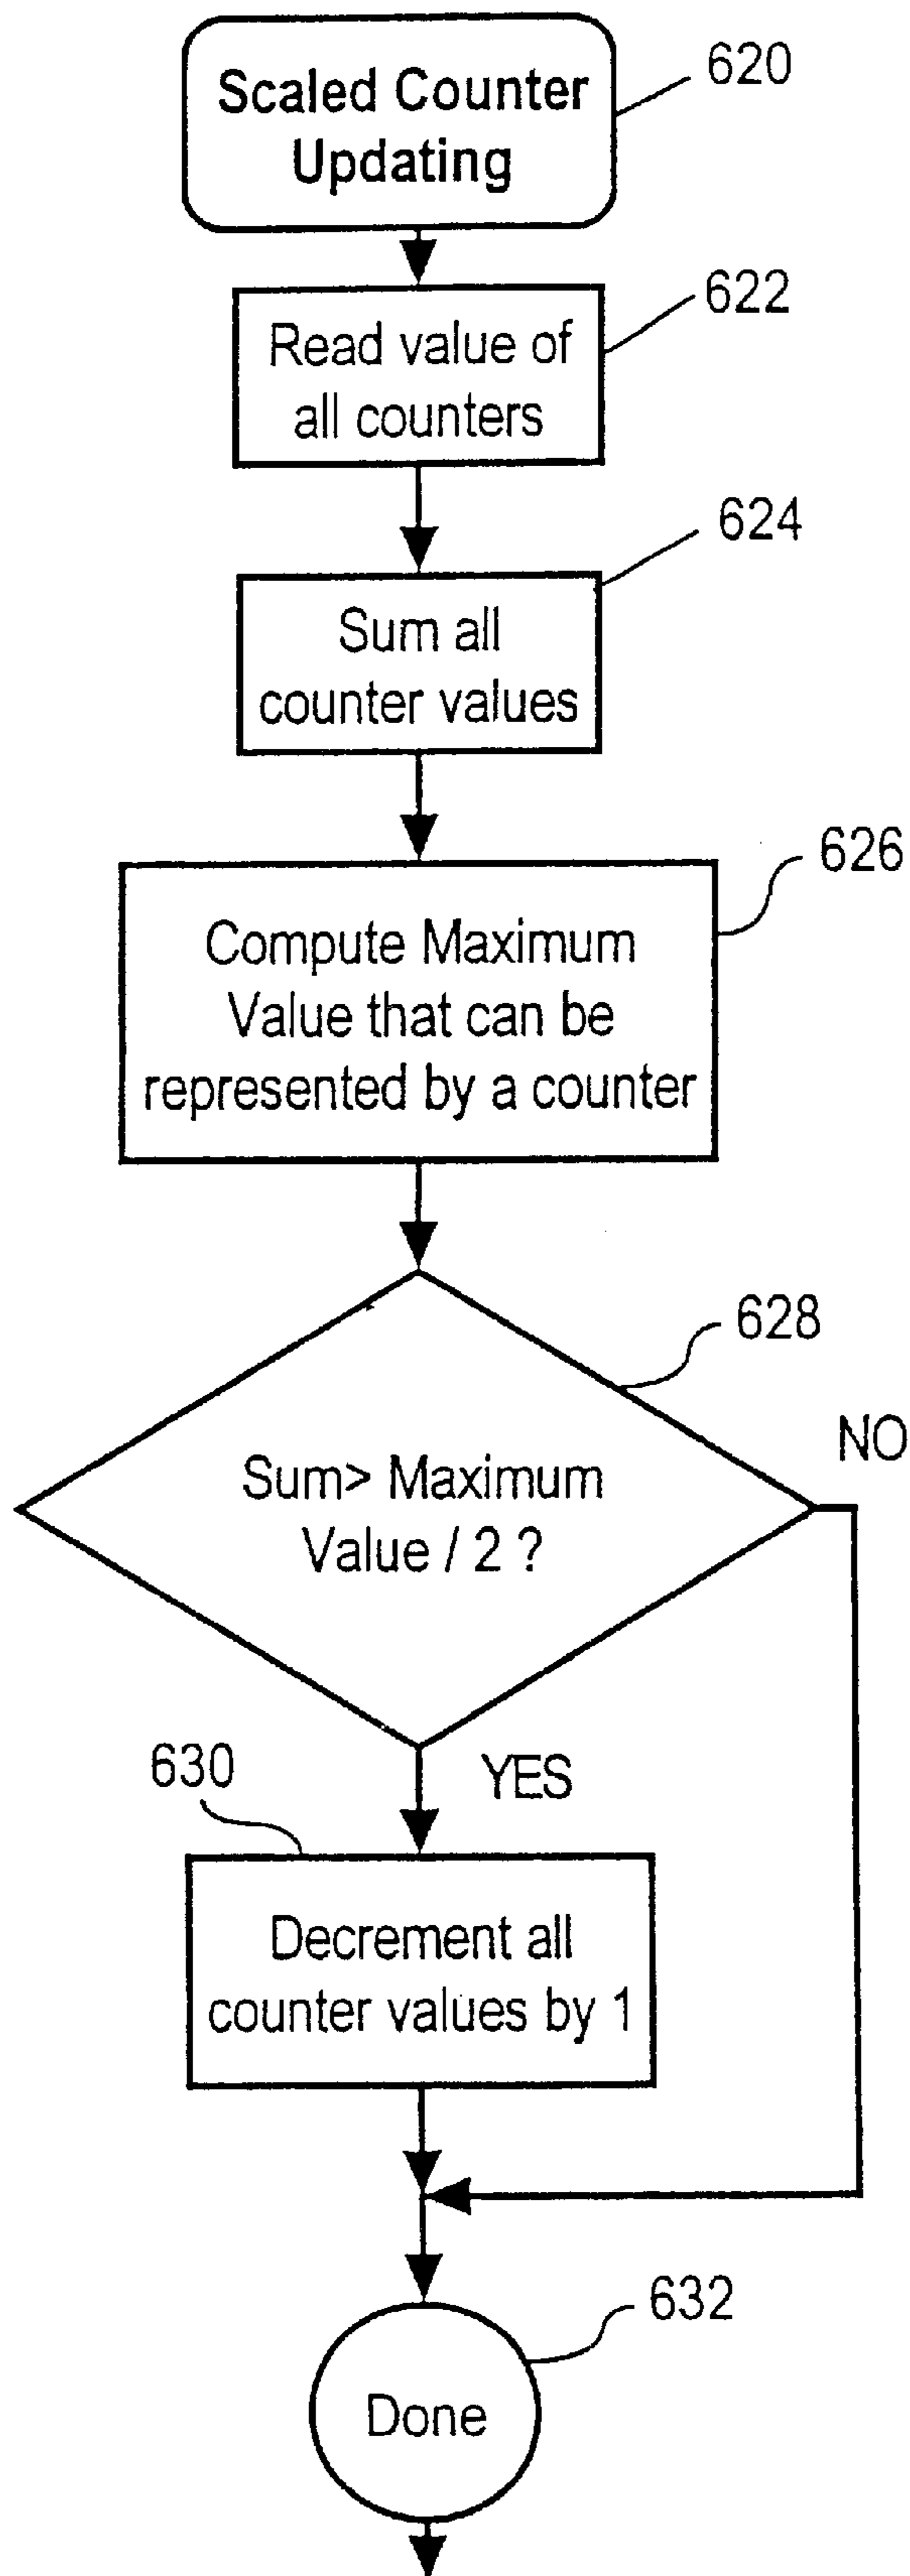 Scaled Counter
Updating
620
Read value of
all counters
622
Sum all
counter values
624
Compute Maximum
Value that can be
represented by a counter
626
Sum> Maximum
Value / 2 ?
628
NO
YES
630
Decrement all
counter values by 1
Done
632